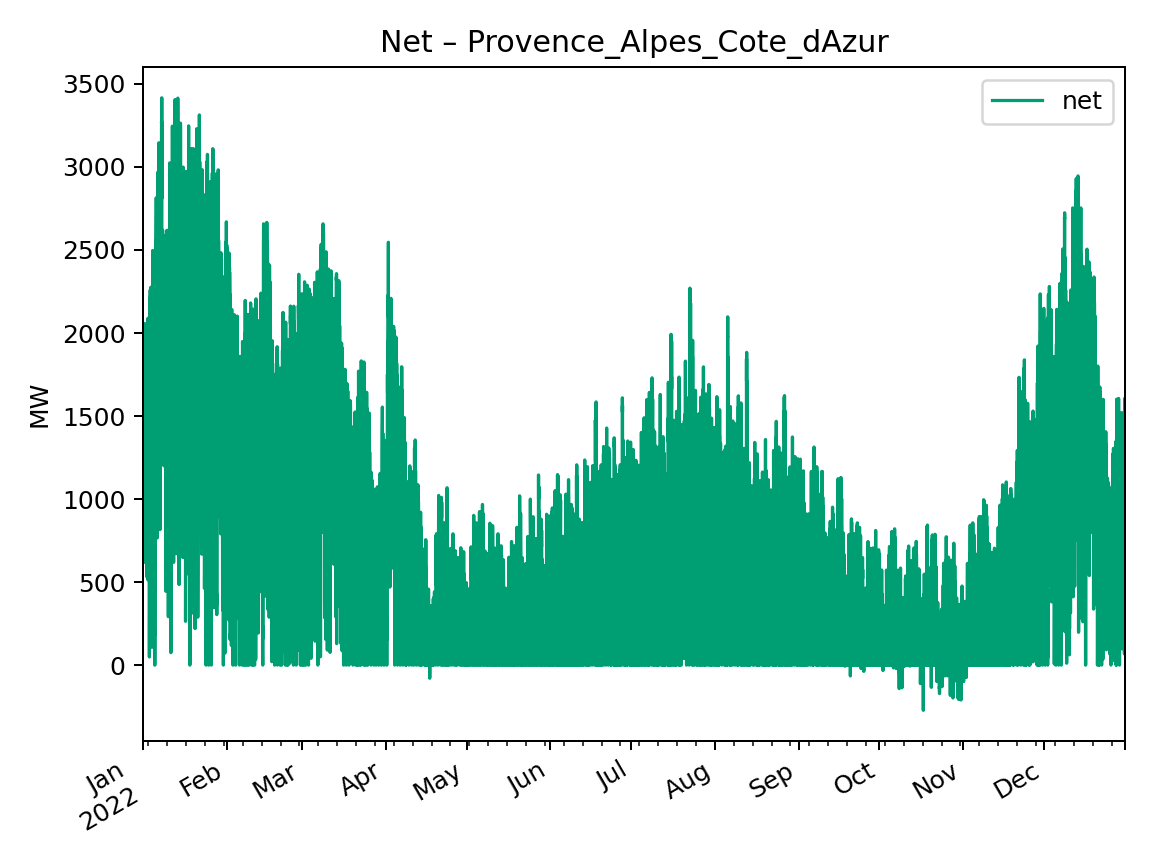 Net – Provence_Alpes_Cote_dAzur
net
MW
3500
3000
2500
2000
1500
1000
500
0
Jan
2022
Feb
Mar
Apr
May
Jun
Jul
Aug
Sep
Oct
Nov
Dec